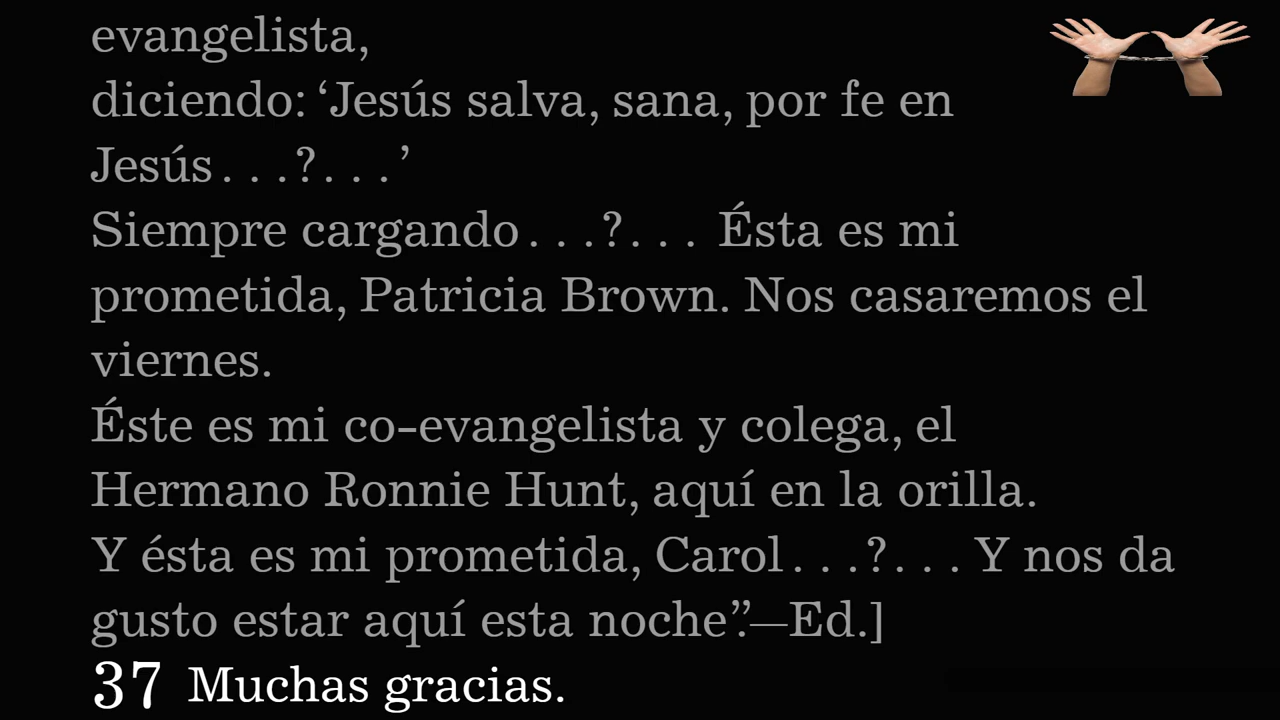 evangelista,
diciendo: ‘Jesús salva, sana, por fe en
Jesús . . .? . . . ’
Siempre cargando . . .? . . . Ésta es mi
prometida, Patricia Brown. Nos casaremos el
viernes.
Éste es mi co-evangelista y colega, el
Hermano Ronnie Hunt, aquí en la orilla.
Y ésta es mi prometida, Carol . . .? . . . Y nos da
gusto estar aquí esta noche”.—Ed.]
37 Muchas gracias.